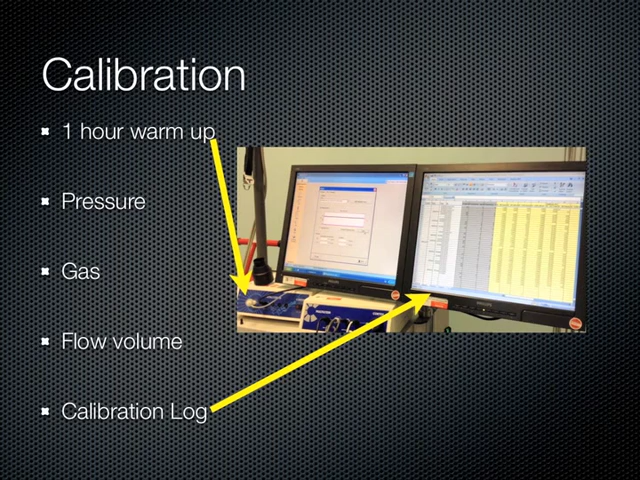 Calibration
1 hour warm up
Pressure
Gas
Flow volume
Calibration Log